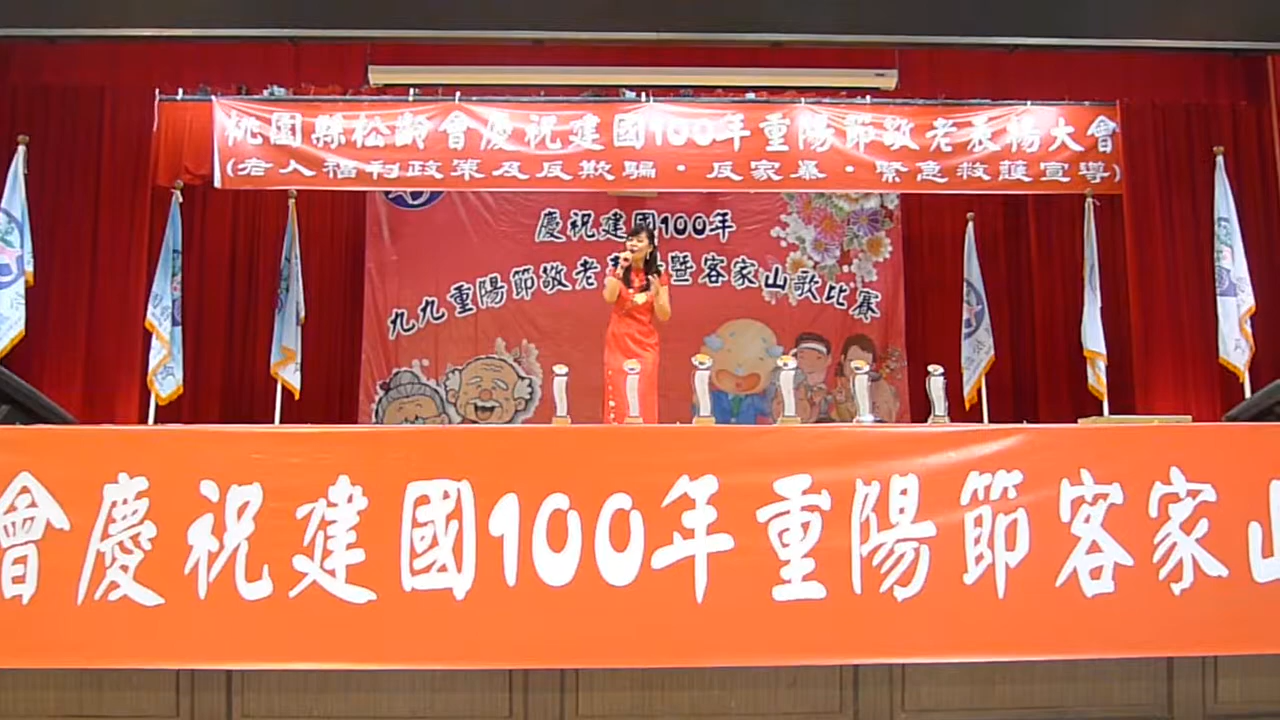 桃園縣松齡會慶祝建國100年重陽節敬老表揚大會
(老人福利政策及反欺騙·反家暴·緊急救護宣導)
慶祝建國100年
九九重陽節敬老 暨客家山歌比賽
會慶祝建國100年重陽節客家山